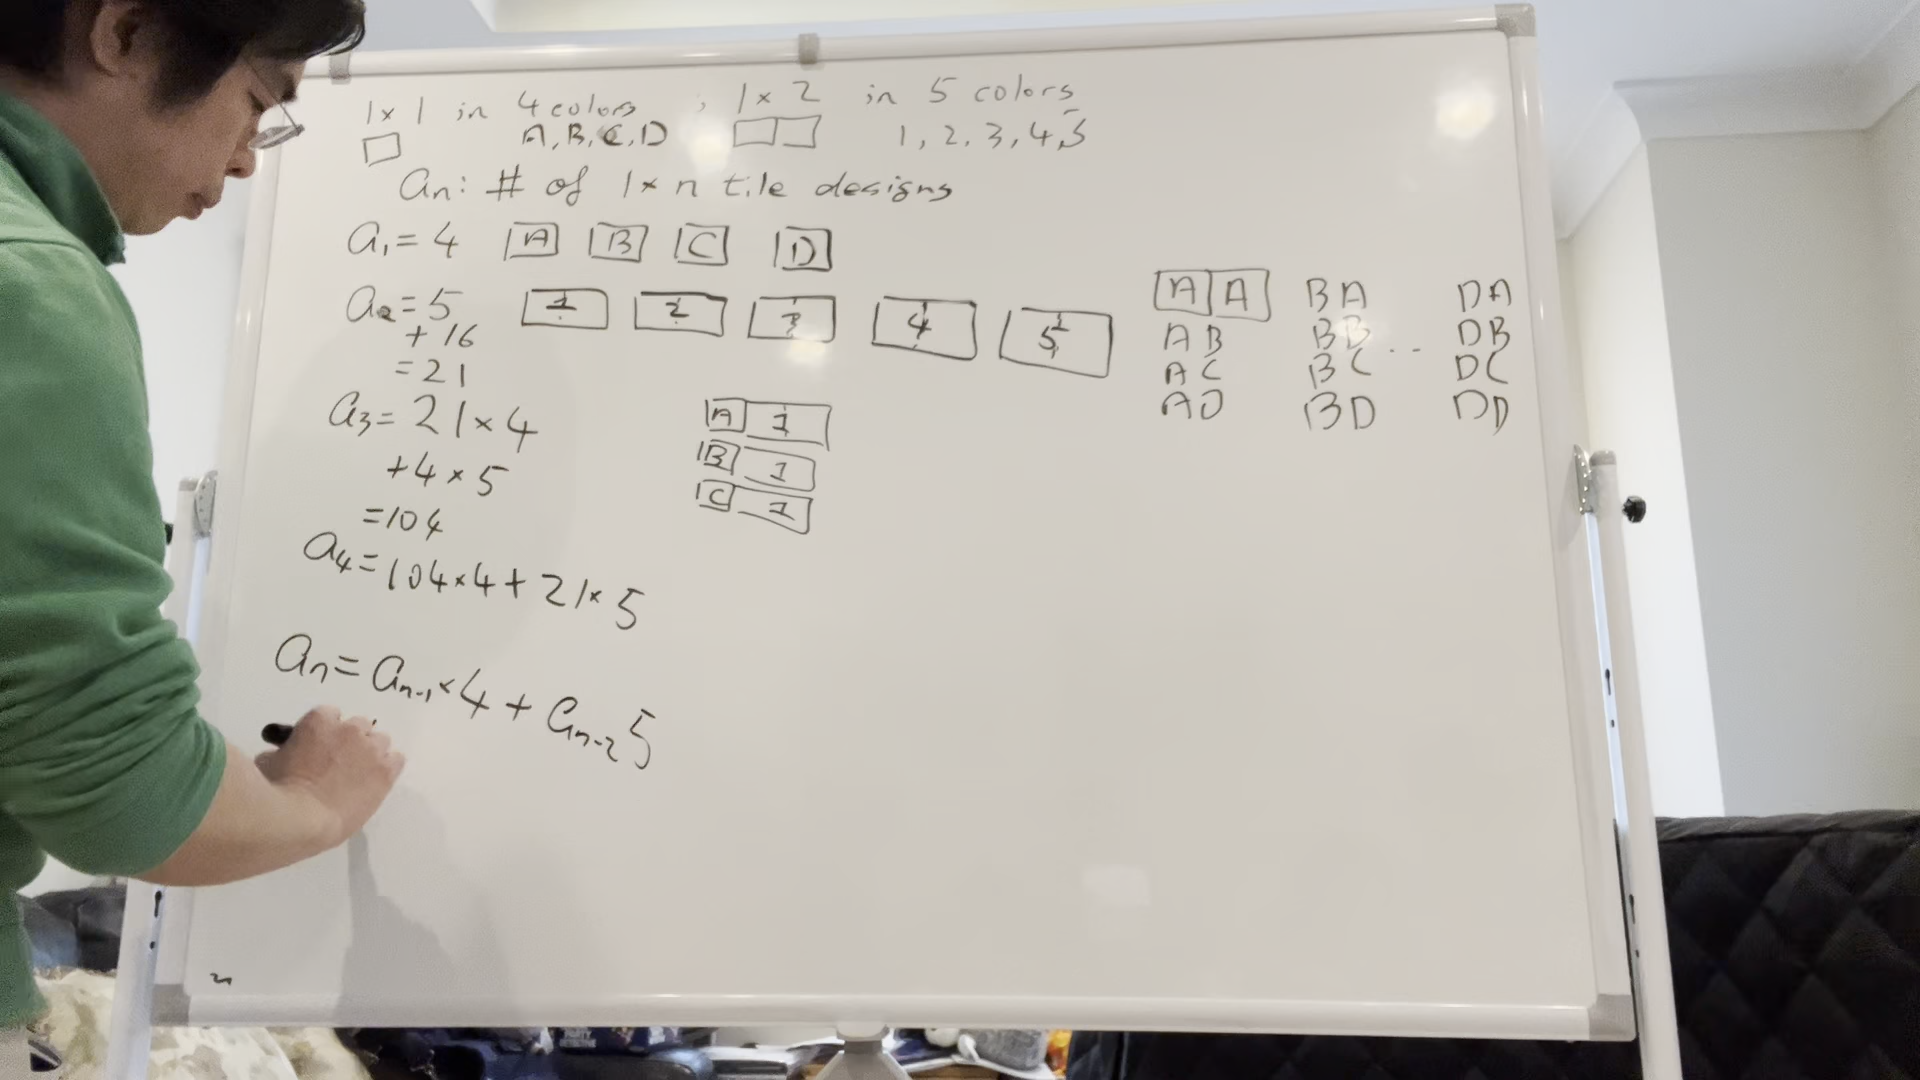 1×1 in 4 colors , 1×2 in 5 colors
A,B,C,D 1,2,3,4,5
an: # of 1×n tile designs
a1=4 A B C D
a2=5 1 2 3 4 5
+16
=21
AA BA DA
AB BB .. DB
AC BC DC
AD BD DD
a3=21×4 A 1
+4×5 B 1
=104 C 1
a4=104×4+21×5
an=an-1×4+an-25